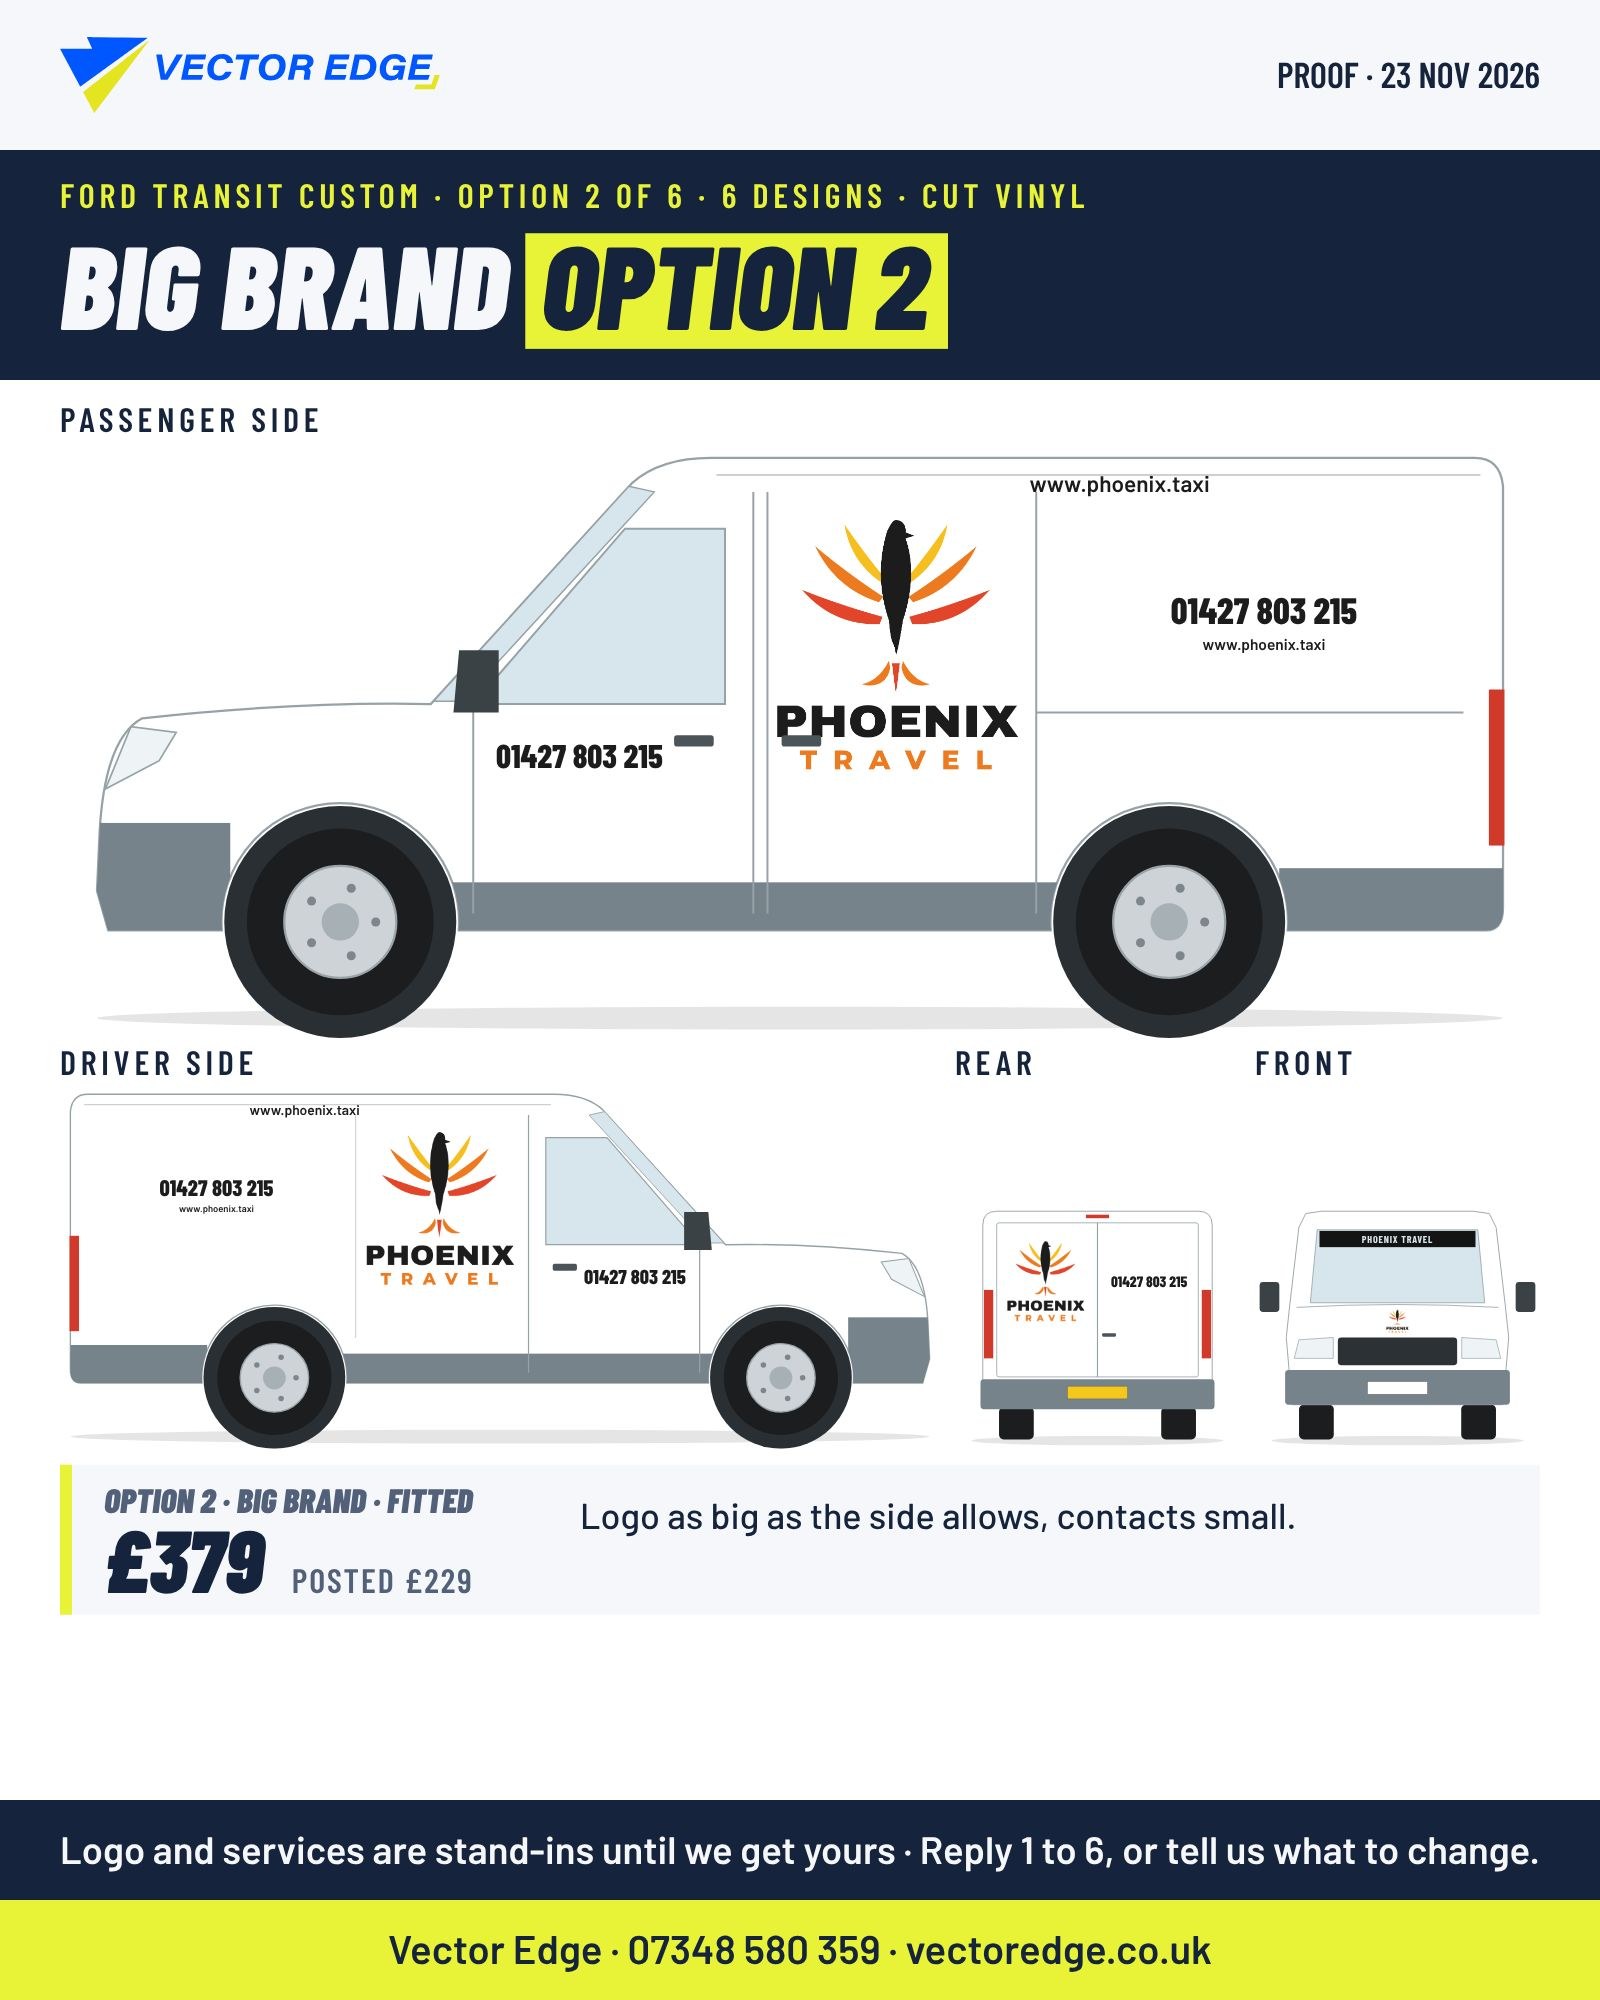 VECTOR EDGE
PROOF · 23 NOV 2026
FORD TRANSIT CUSTOM · OPTION 2 OF 6 · 6 DESIGNS · CUT VINYL
BIG BRAND OPTION 2
PASSENGER SIDE
www.phoenix.taxi
01427 803 215
www.phoenix.taxi
PHOENIX
TRAVEL
01427 803 215
DRIVER SIDE
www.phoenix.taxi
01427 803 215
www.phoenix.taxi
PHOENIX
TRAVEL
01427 803 215
REAR
PHOENIX
TRAVEL
01427 803 215
FRONT
PHOENIX TRAVEL
PHOENIX
OPTION 2 · BIG BRAND · FITTED
£379 POSTED £229
Logo as big as the side allows, contacts small.
Logo and services are stand-ins until we get yours · Reply 1 to 6, or tell us what to change.
Vector Edge · 07348 580 359 · vectoredge.co.uk